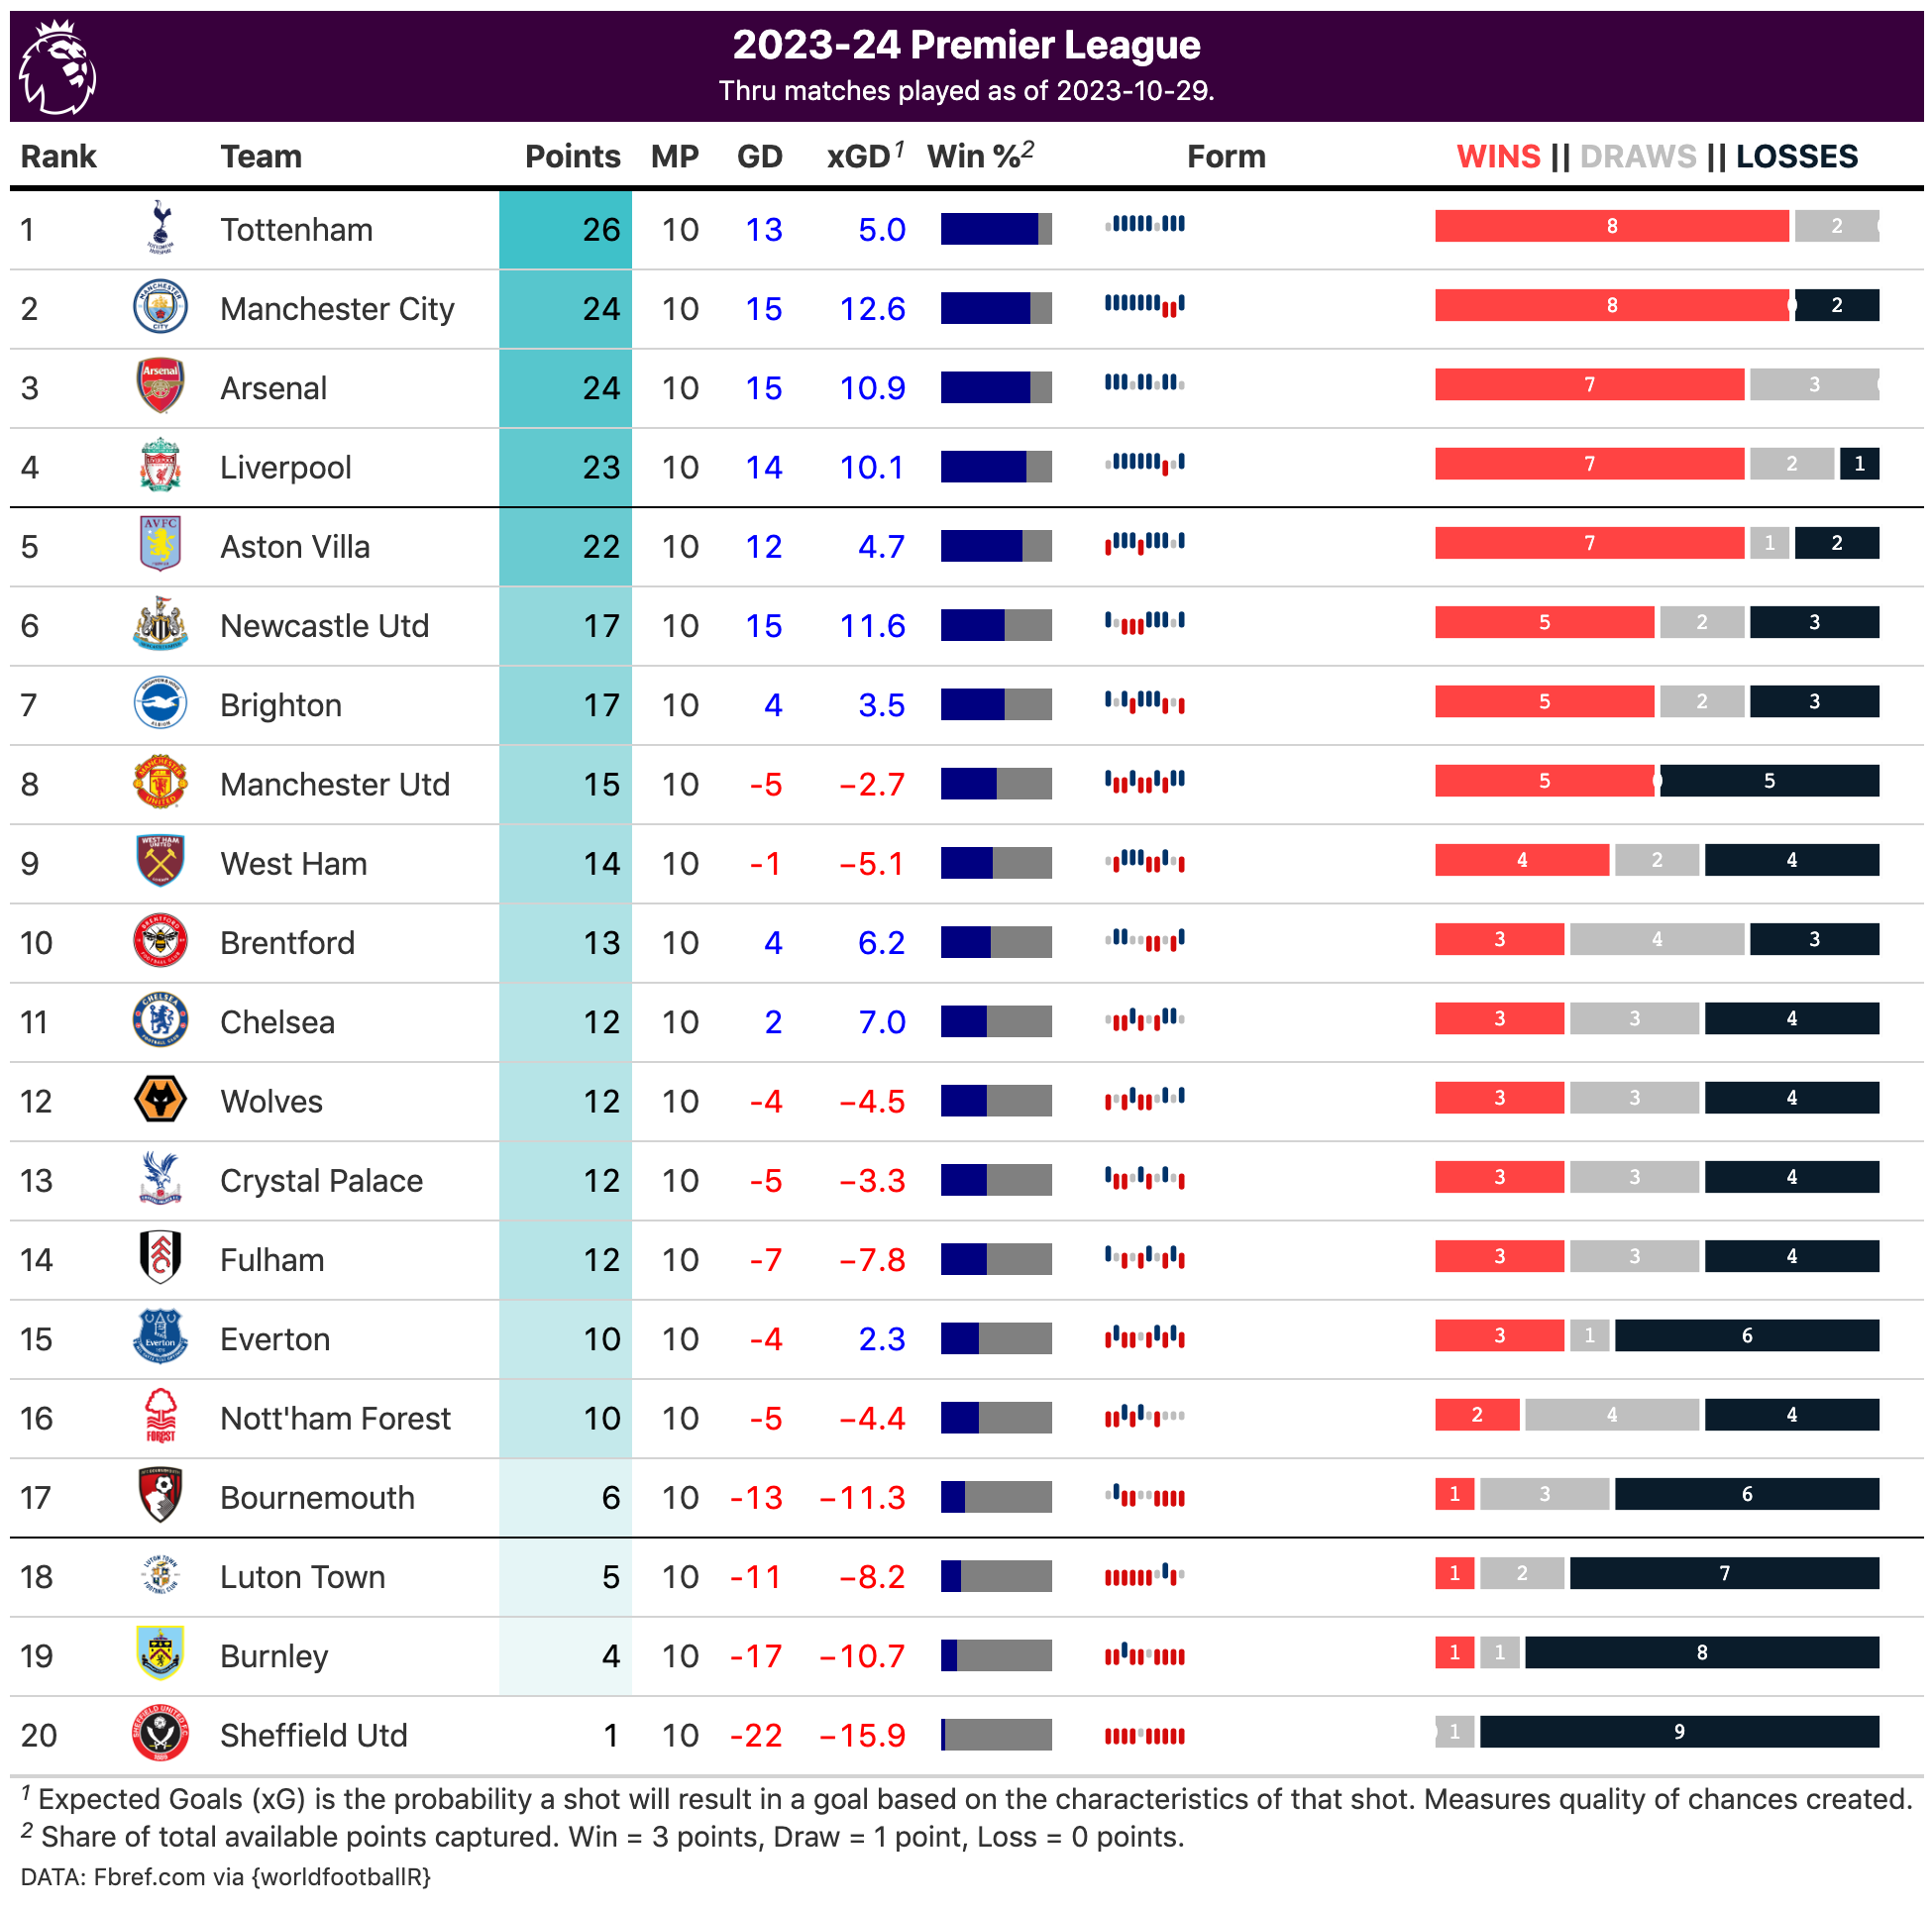 2023-24 Premier League
Thru matches played as of 2023-10-29.
Rank Team Points MP GD xGD1 Win %2 Form WINS || DRAWS || LOSSES
1 Tottenham 26 10 13 5.0 8 2
2 Manchester City 24 10 15 12.6 8 2
3 Arsenal 24 10 15 10.9 7 3
4 Liverpool 23 10 14 10.1 7 2 1
5 AVFC Aston Villa 22 10 12 4.7 7 1 2
6 Newcastle Utd 17 10 15 11.6 5 2 3
7 Brighton 17 10 4 3.5 5 2 3
8 Manchester Utd 15 10 -5 −2.7 5 5
9 West Ham 14 10 -1 −5.1 4 2 4
10 Brentford 13 10 4 6.2 3 4 3
11 Chelsea 12 10 2 7.0 3 3 4
12 Wolves 12 10 -4 −4.5 3 3 4
13 Crystal Palace 12 10 -5 −3.3 3 3 4
14 Fulham 12 10 -7 −7.8 3 3 4
15 Everton Everton 10 10 -4 2.3 3 1 6
16 FOREST Nott'ham Forest 10 10 -5 −4.4 2 4 4
17 Bournemouth 6 10 -13 −11.3 1 3 6
18 Luton Town 5 10 -11 −8.2 1 2 7
19 Burnley 4 10 -17 −10.7 1 1 8
20 Sheffield Utd 1 10 -22 −15.9 1 9
1 Expected Goals (xG) is the probability a shot will result in a goal based on the characteristics of that shot. Measures quality of chances created.
2 Share of total available points captured. Win = 3 points, Draw = 1 point, Loss = 0 points.
DATA: Fbref.com via {worldfootballR}